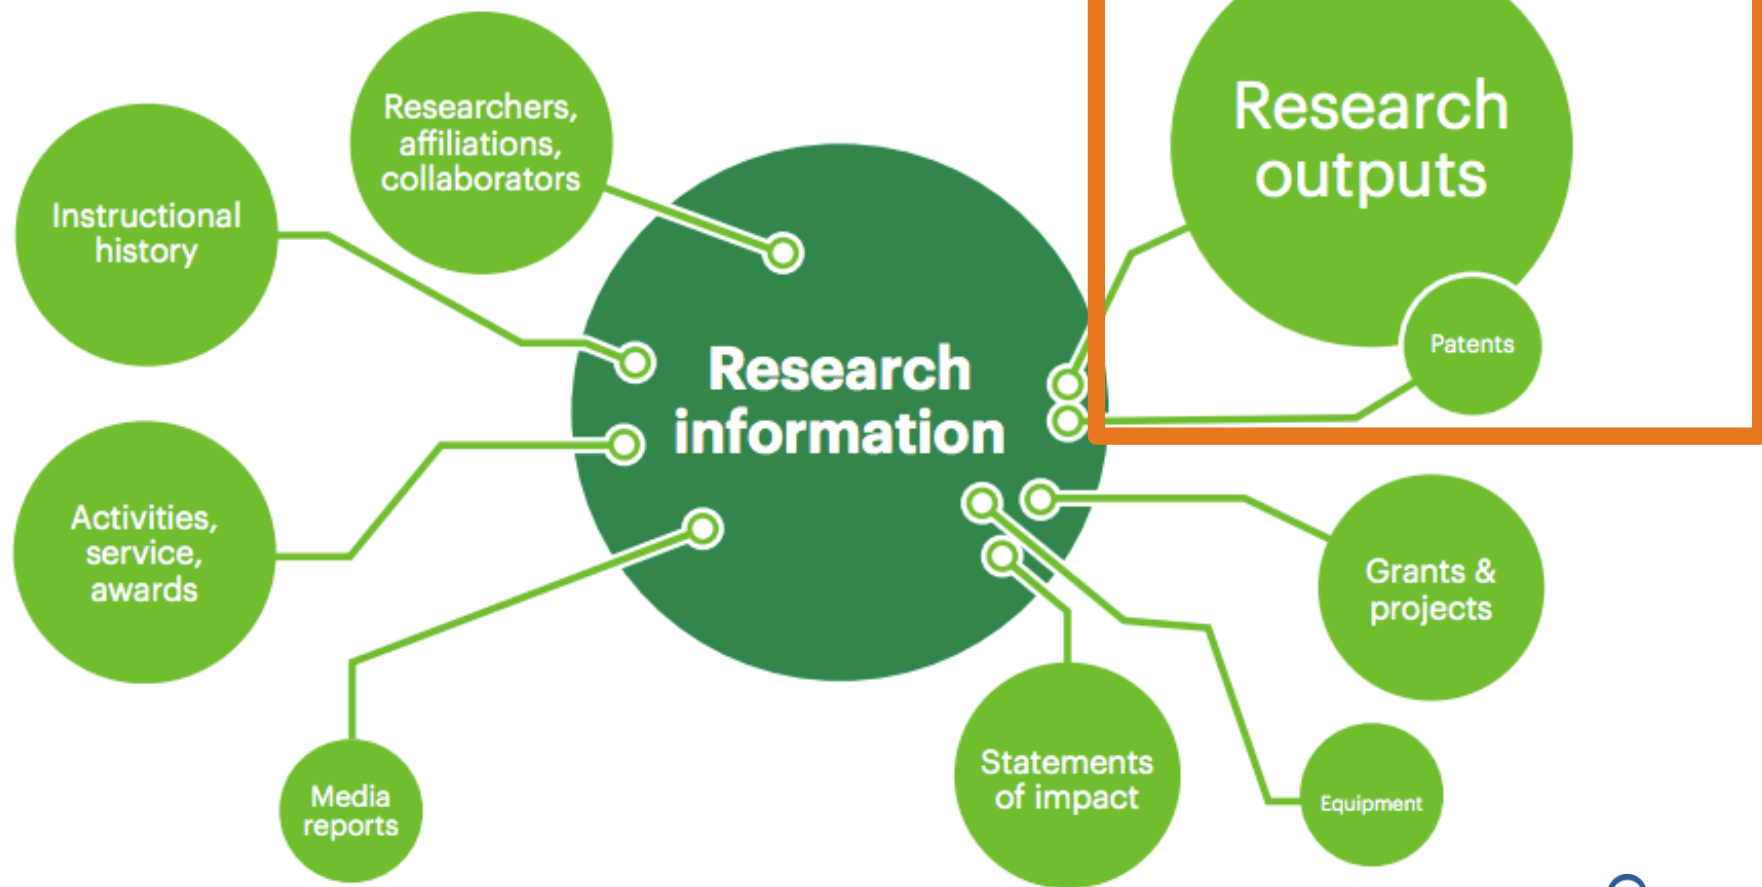 Researchers,
affiliations,
collaborators
Research
outputs
Instructional
history
Patents
Research
information
Activities,
service,
awards
Grants &
projects
Statements
of impact
Media
reports
Equipment